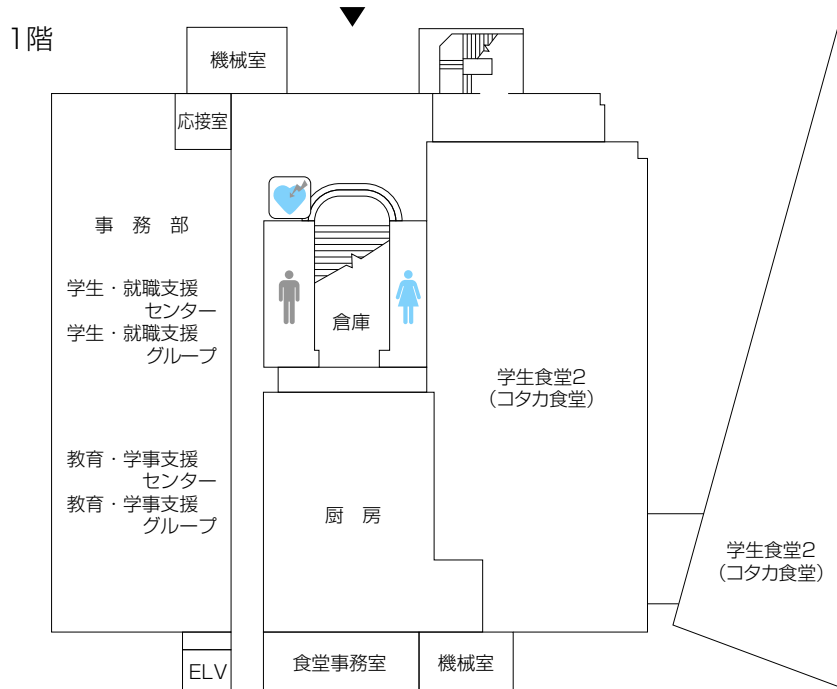 1階
機械室
応接室
事 務 部
学生・就職支援
センター
学生・就職支援
グループ
倉庫
学生食堂2
（コタカ食堂）
教育・学事支援
センター
教育・学事支援
グループ
厨 房
学生食堂2
（コタカ食堂）
ELV
食堂事務室
機械室